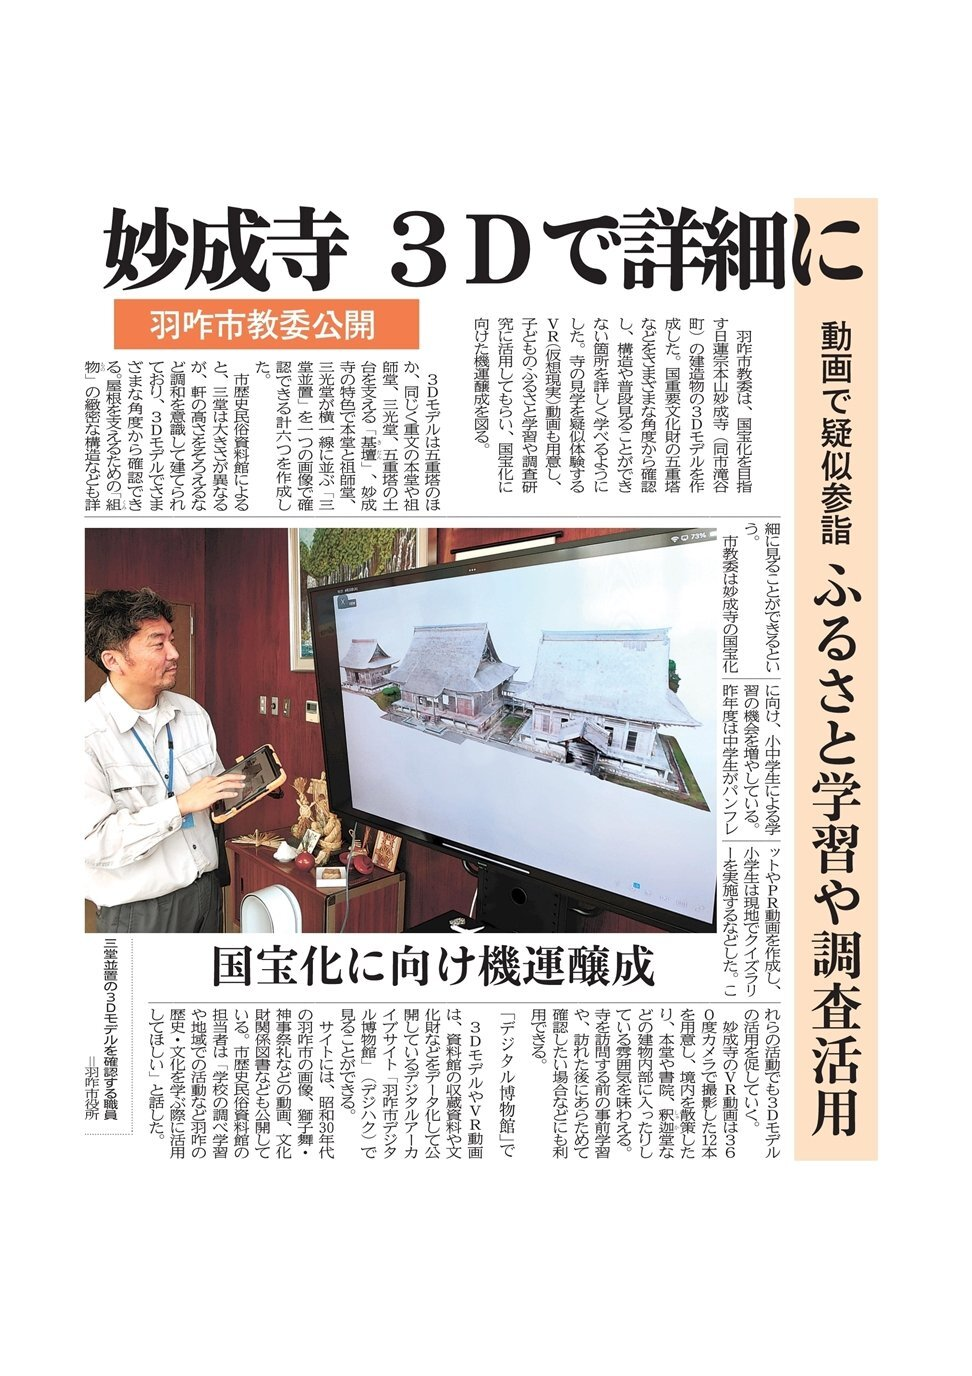 妙成寺 3Dで詳細に
羽咋市教委公開
動画で疑似参詣 ふるさと学習や調査活用
羽咋市教委は、国宝化を目指
す日蓮宗本山妙成寺（同市滝谷
町）の建造物の3Dモデルを作
成した。国重要文化財の五重塔
などをさまざまな角度から確認
し、構造や普段見ることができ
ない箇所を詳しく学べるように
した。寺の見学を疑似体験する
VR（仮想現実）動画も用意し、
子どものふるさと学習や調査研
究に活用してもらい、国宝化に
向けた機運醸成を図る。
3Dモデルは五重塔のほ
か、同じく重文の本堂や祖
師堂、三光堂、五重塔の土
台を支える「基壇」、妙成
寺の特色で本堂と祖師堂、
三光堂が横一線に並ぶ「三
堂並置」を一つの画像で確
認できる計六つを作成し
た。
市歴史民俗資料館による
と、三堂は大きさが異なる
が、軒の高さをそろえるな
ど調和を意識して建てられ
ており、3Dモデルでさま
ざまな角度から確認でき
る。屋根を支えるための「組
物」の緻密な構造なども詳
細に見ることができるとい
う。
市教委は妙成寺の国宝化
に向け、小中学生による学
習の機会を増やしている。
昨年度は中学生がパンフレ
ットやPR動画を作成し、
小学生は現地でクイズラリ
ーを実施するなどした。こ
73%
国宝化に向け機運醸成
三堂並置の3Dモデルを確認する職員
＝羽咋市役所
れらの活動でも3Dモデル
の活用を促していく。
妙成寺のVR動画は36
0度カメラで撮影した12本
を用意し、境内を散策した
り、本堂や書院、釈迦堂な
どの建物内部に入ったりし
ている雰囲気を味わえる。
寺を訪問する前の事前学習
や、訪れた後にあらためて
確認したい場合などにも利
用できる。
「デジタル博物館」で
3DモデルやVR動画
は、資料館の収蔵資料や文
化財などをデータ化して公
開しているデジタルアーカ
イブサイト「羽咋市デジタ
ル博物館」（デジハク）で
見ることができる。
サイトには、昭和30年代
の羽咋市の画像、獅子舞・
神事祭礼などの動画、文化
財関係図書なども公開して
いる。市歴史民俗資料館の
担当者は「学校の調べ学習
や地域での活動など羽咋の
歴史・文化を学ぶ際に活用
してほしい」と話した。